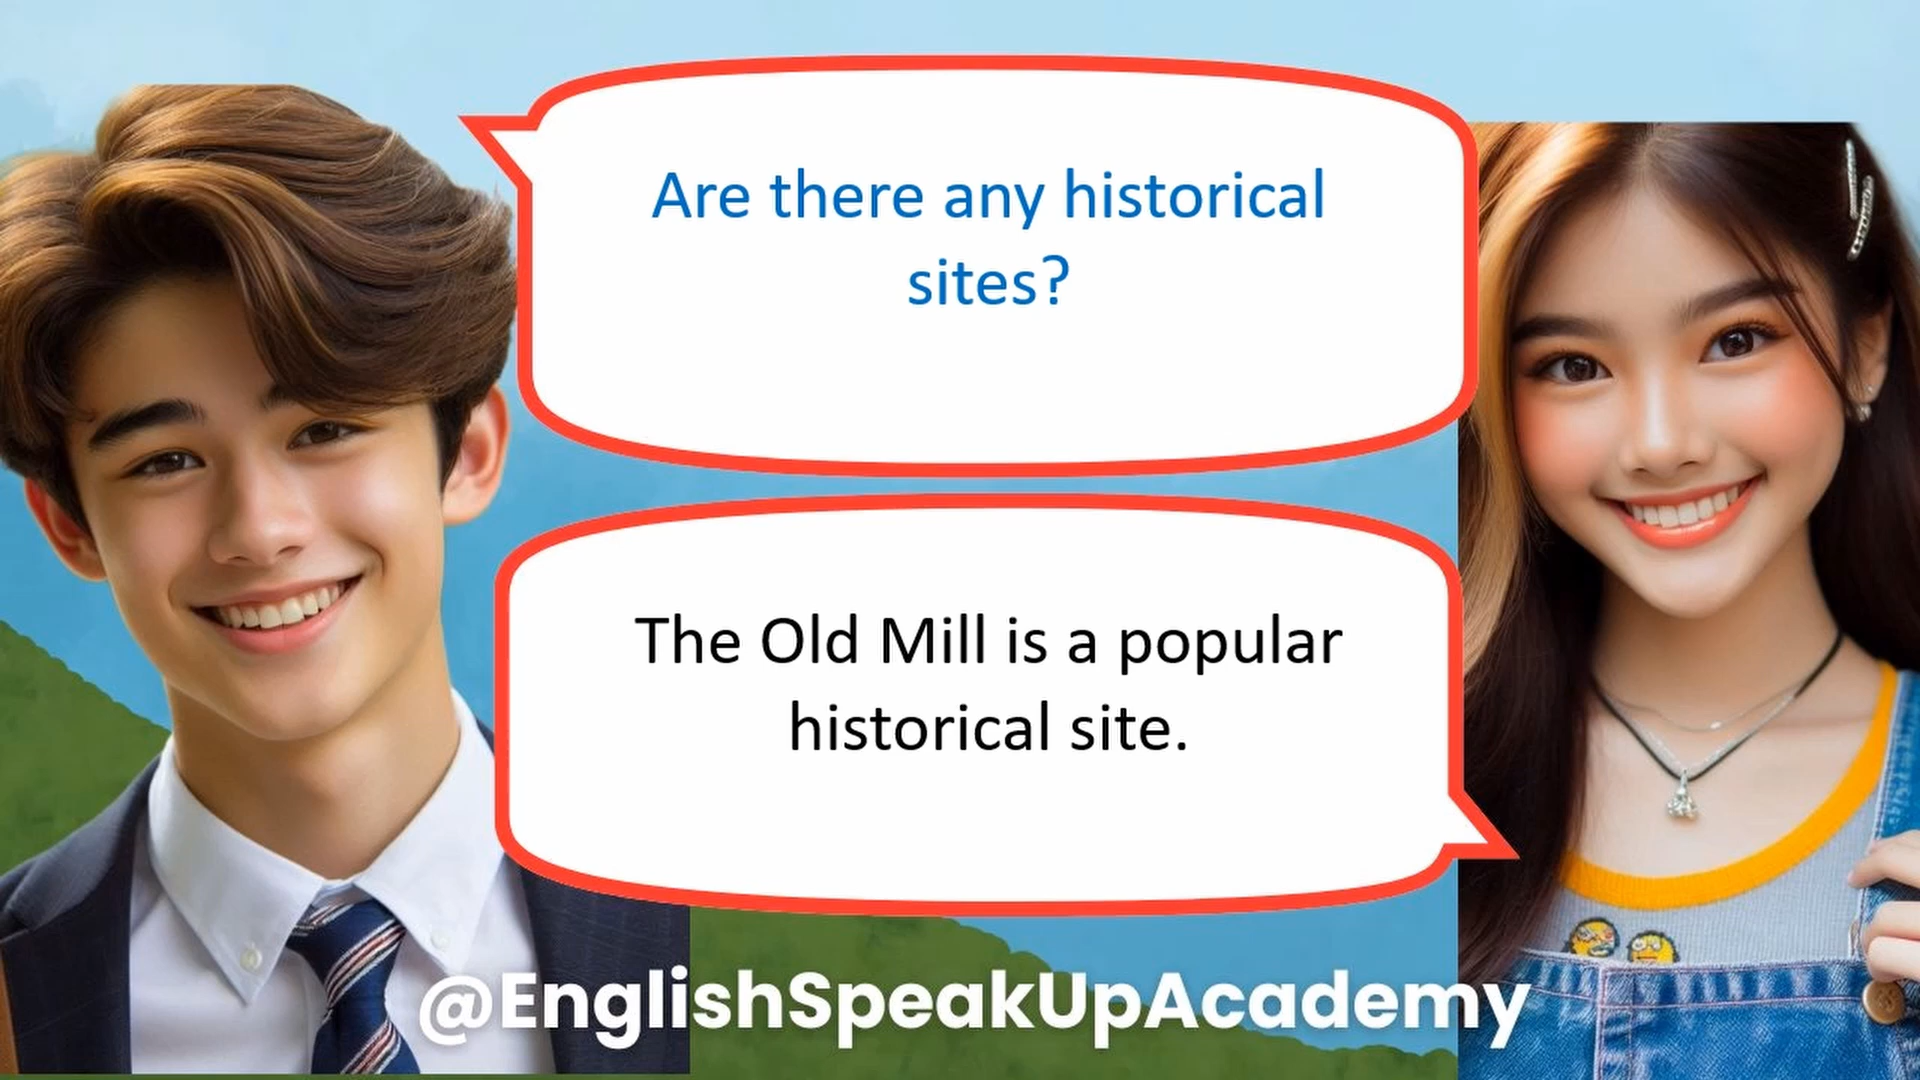 Are there any historical
sites?
The Old Mill is a popular
historical site.
@EnglishSpeakUpAcademy